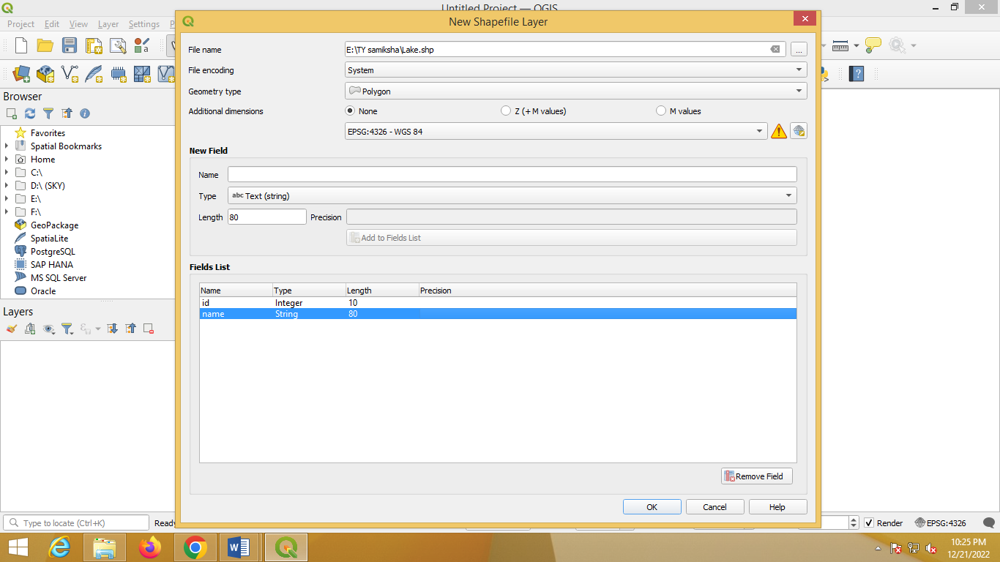 Untitled Project — QGIS
New Shapefile Layer
Project Edit View Layer Settings P
File name E:\TY samiksha\Lake.shp ...
File encoding System
Geometry type Polygon
Additional dimensions None Z (+ M values) M values
EPSG:4326 - WGS 84
New Field
Name
Type abc Text (string)
Length 80 Precision
Add to Fields List
Fields List
Name Type Length Precision
id Integer 10
name String 80
Remove Field
OK Cancel Help
Browser
Favorites
Spatial Bookmarks
Home
C:\
D:\ (SKY)
E:\
F:\
GeoPackage
SpatiaLite
PostgreSQL
SAP HANA
MS SQL Server
Oracle
Layers
Type to locate (Ctrl+K) Ready
Render EPSG:4326
10:25 PM
12/21/2022